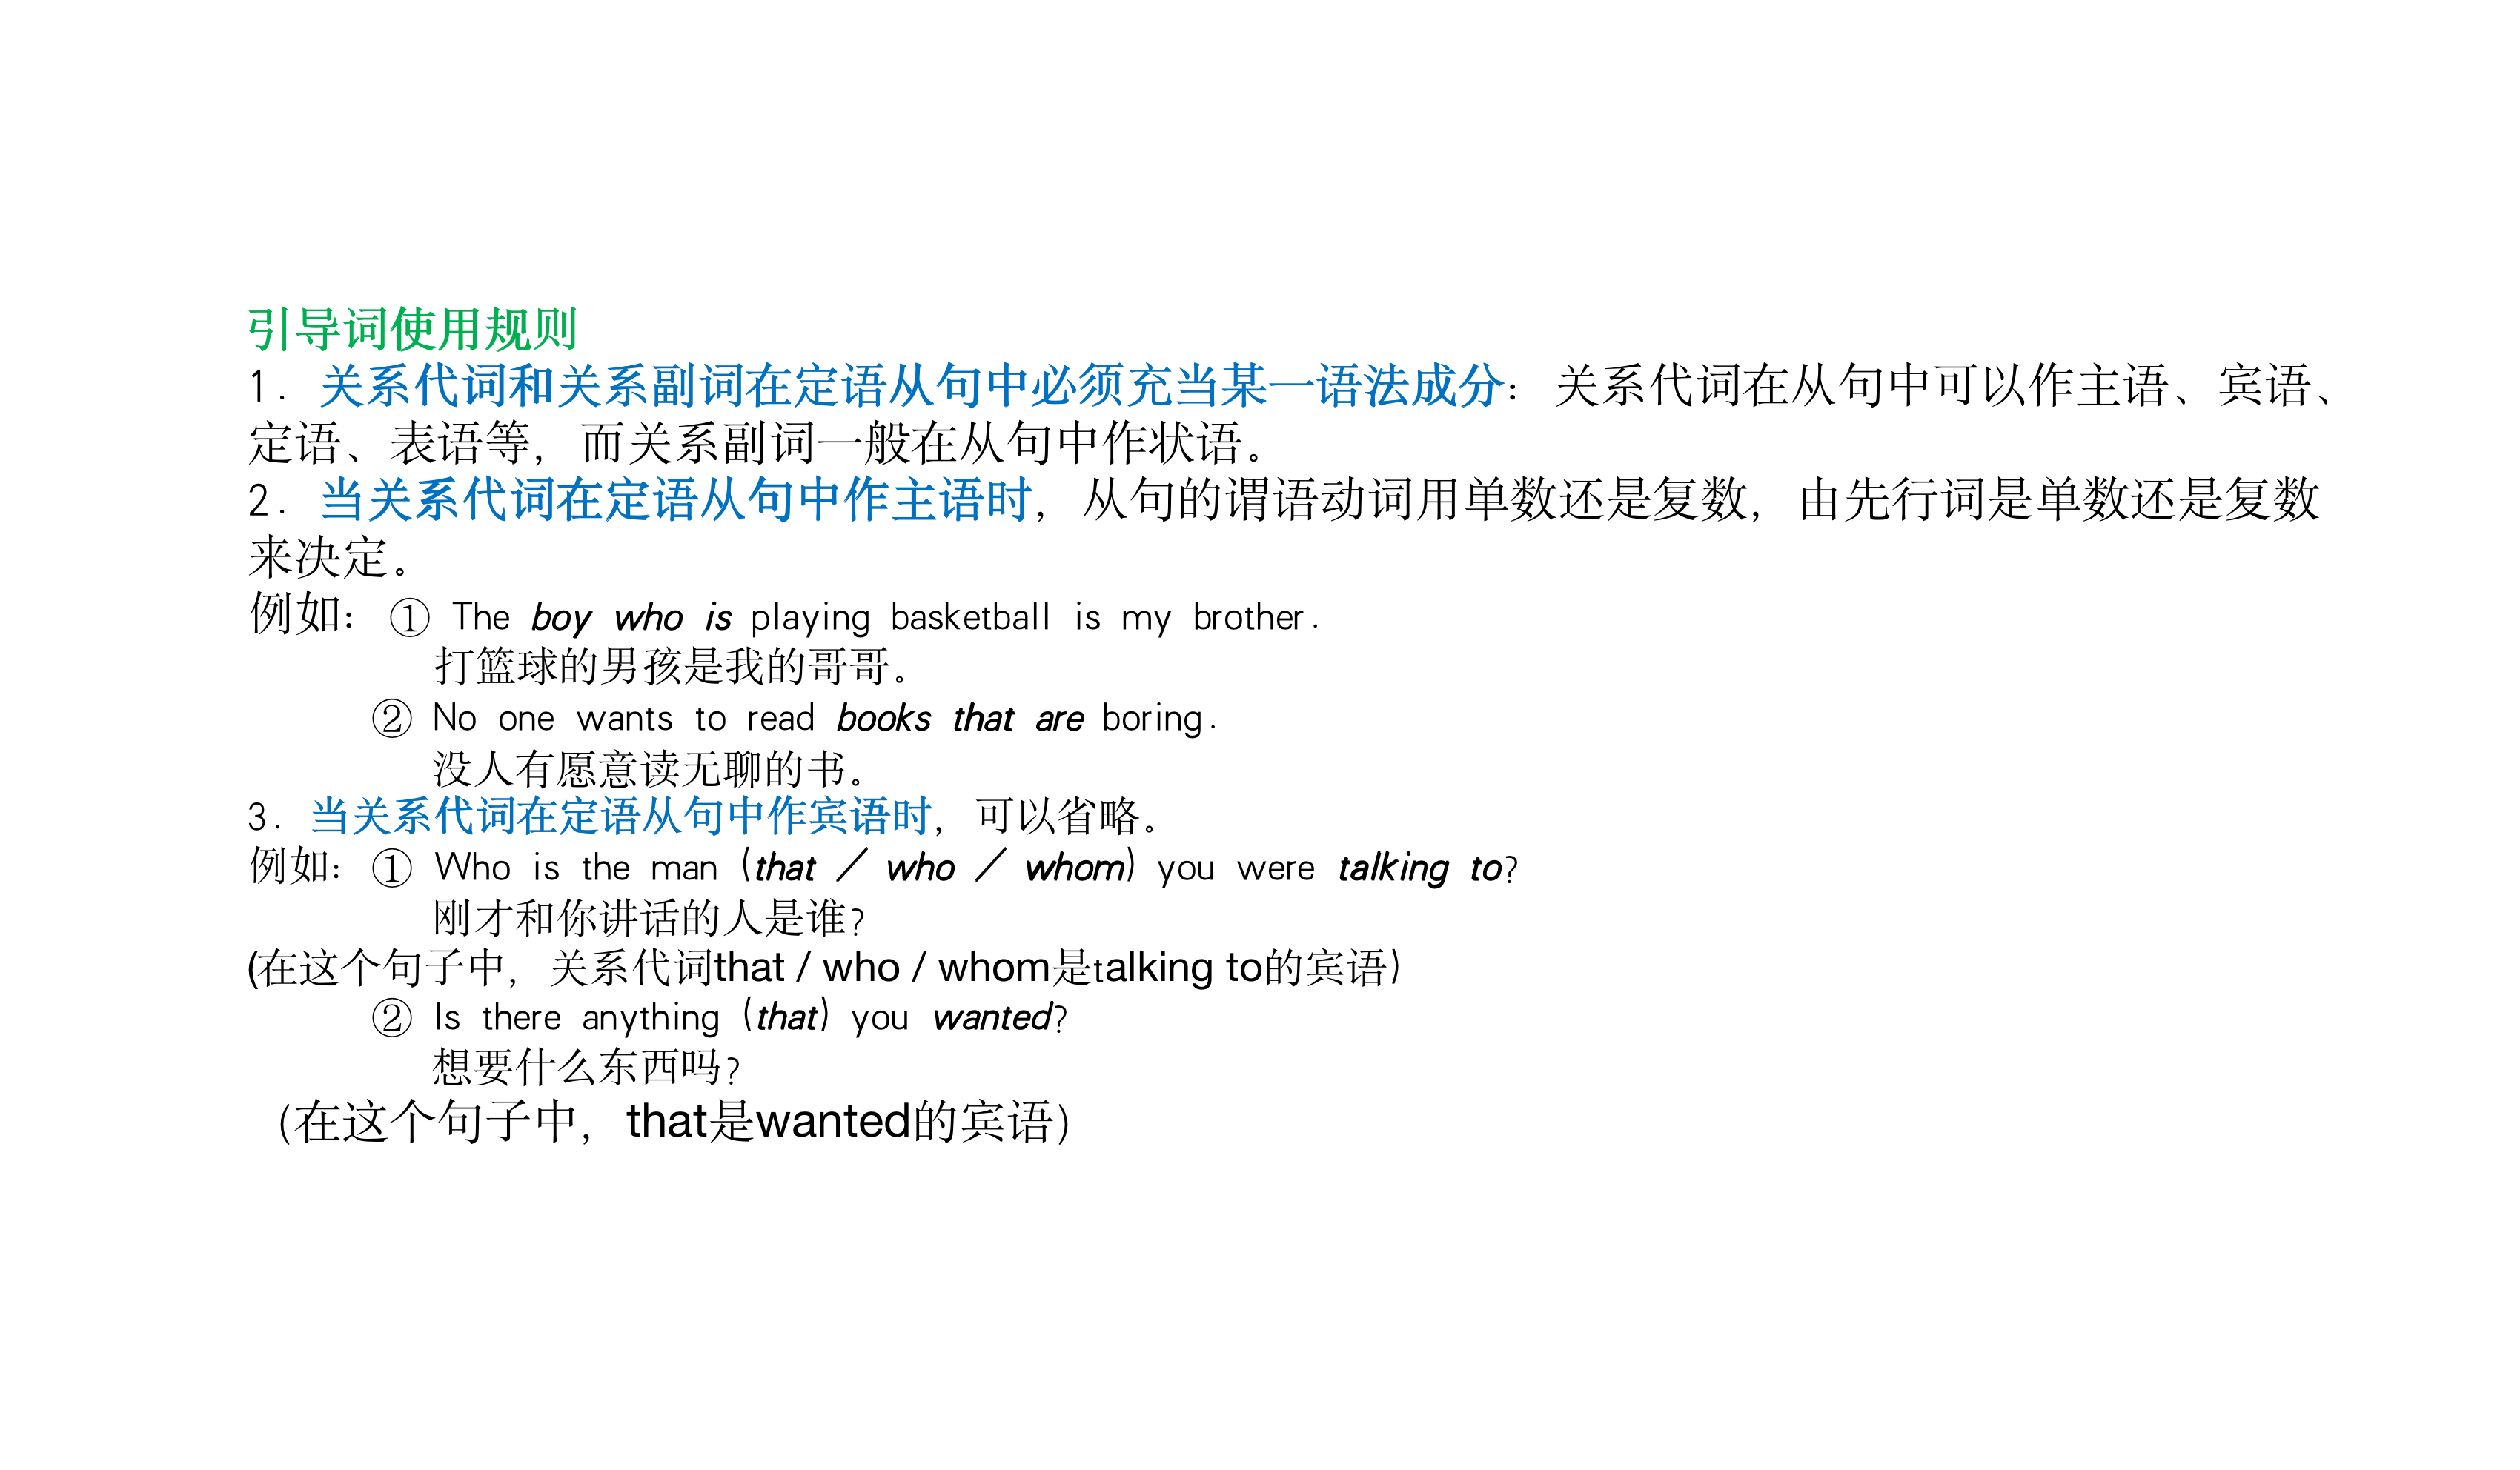 引导词使用规则
1. 关系代词和关系副词在定语从句中必须充当某一语法成分: 关系代词在从句中可以作主语、宾语、
定语、表语等, 而关系副词一般在从句中作状语。
2. 当关系代词在定语从句中作主语时, 从句的谓语动词用单数还是复数, 由先行词是单数还是复数
来决定。
例如: ① The boy who is playing basketball is my brother.
打篮球的男孩是我的哥哥。
② No one wants to read books that are boring.
没人有愿意读无聊的书。
3. 当关系代词在定语从句中作宾语时, 可以省略。
例如: ① Who is the man (that / who / whom) you were talking to?
刚才和你讲话的人是谁?
(在这个句子中, 关系代词that / who / whom是talking to的宾语)
② Is there anything (that) you wanted?
想要什么东西吗?
(在这个句子中, that是wanted的宾语)